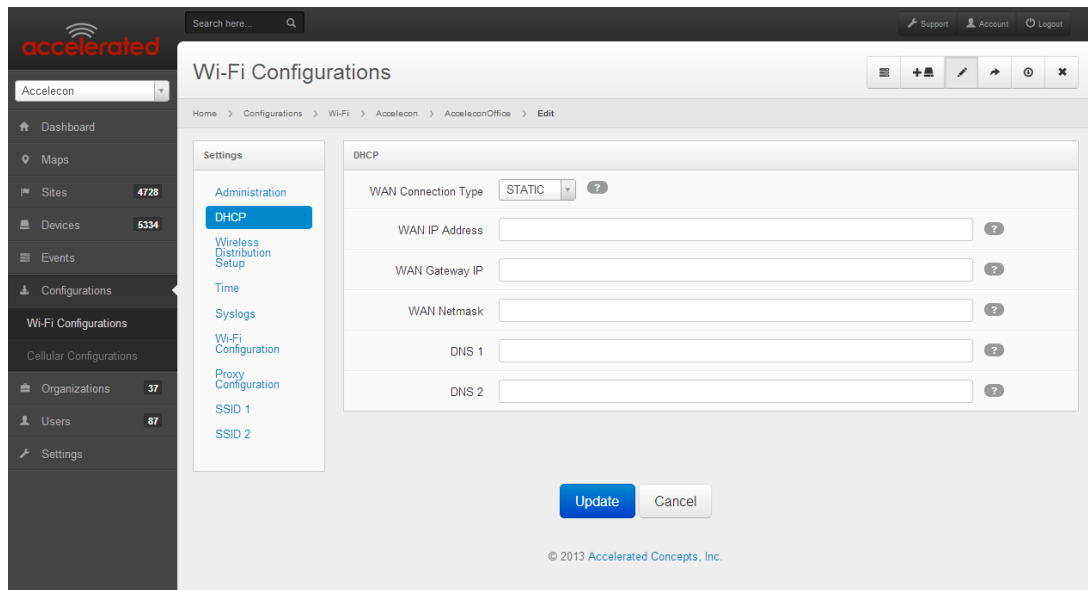 Search here...
Support Account Logout
accelerated
Wi-Fi Configurations
Accelecon
Home > Configurations > Wi-Fi > Accelecon > AcceleconOffice > Edit
Dashboard
Maps
Sites 4728
Devices 5334
Events
Configurations
Wi-Fi Configurations
Cellular Configurations
Organizations 37
Users 87
Settings
Settings
Administration
DHCP
Wireless
Distribution
Setup
Time
Syslogs
Wi-Fi
Configuration
Proxy
Configuration
SSID 1
SSID 2
DHCP
WAN Connection Type STATIC ?
WAN IP Address ?
WAN Gateway IP ?
WAN Netmask ?
DNS 1 ?
DNS 2 ?
Update Cancel
© 2013 Accelerated Concepts, Inc.